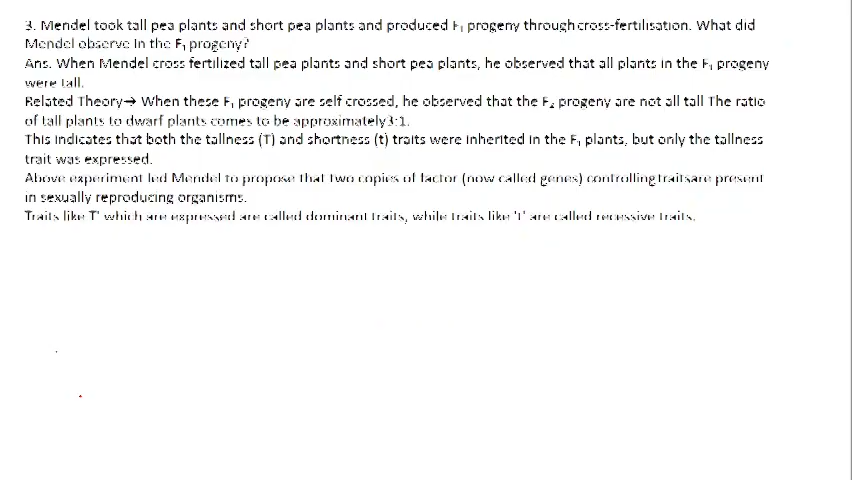 3. Mendel took tall pea plants and short pea plants and produced F₁ progeny through cross-fertilisation. What did
Mendel observe in the F₁ progeny?
Ans. When Mendel cross fertilized tall pea plants and short pea plants, he observed that all plants in the F₁ progeny
were tall.
Related Theory→ When these F₁ progeny are self crossed, he observed that the F₂ progeny are not all tall The ratio
of tall plants to dwarf plants comes to be approximately3:1.
This indicates that both the tallness (T) and shortness (t) traits were inherited in the F₁ plants, but only the tallness
trait was expressed.
Above experiment led Mendel to propose that two copies of factor (now called genes) controllingtraitsare present
in sexually reproducing organisms.
Traits like T' which are expressed are called dominant traits, while traits like 't' are called recessive traits.